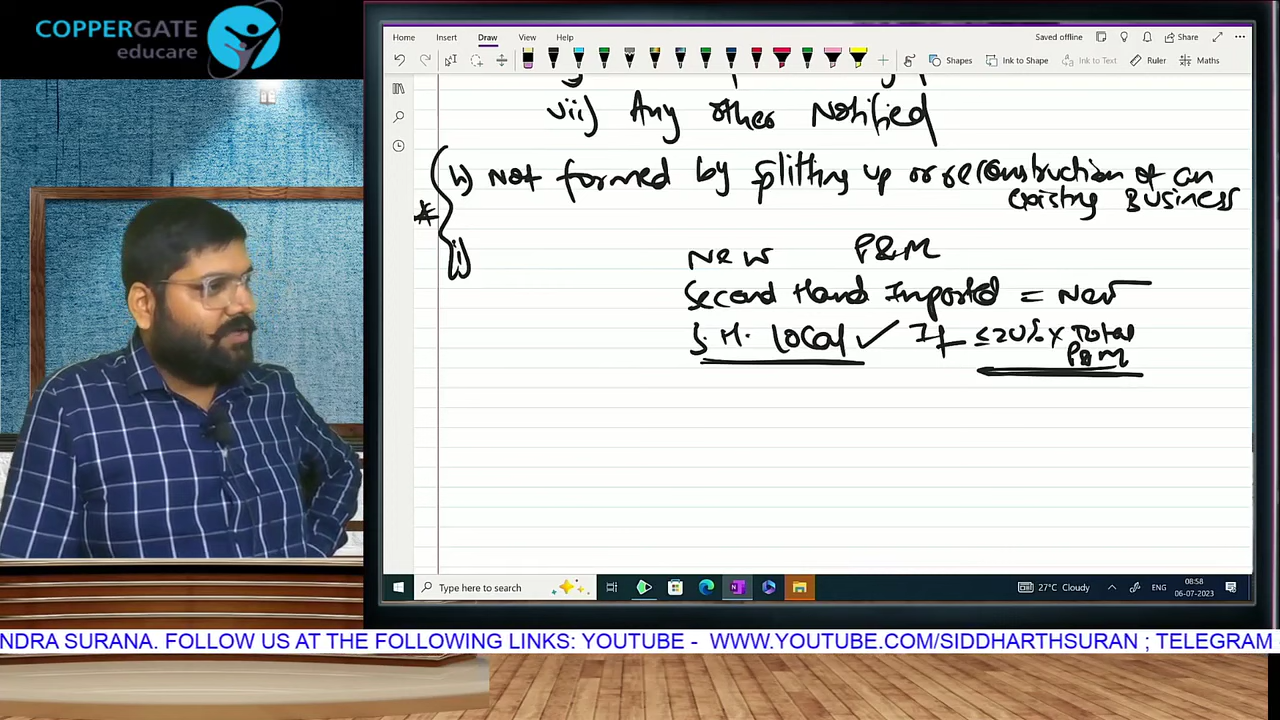 COPPERGATE
educare
Home Insert Draw View Help
Saved offline
Share
Shapes
Ink to Shape
Ink to Text
Ruler
Maths
vii) Any other Notified
h) Not formed by splitting up or reconstruction of an
existing Business
i)
New P&M
Second Hand Imported = New
S.H. Local ✓ If ≤20% x Total
P&M
Type here to search
27°C Cloudy
ENG
08:58
06-07-2023
NDRA SURANA. FOLLOW US AT THE FOLLOWING LINKS: YOUTUBE - WWW.YOUTUBE.COM/SIDDHARTHSURAN ; TELEGRAM